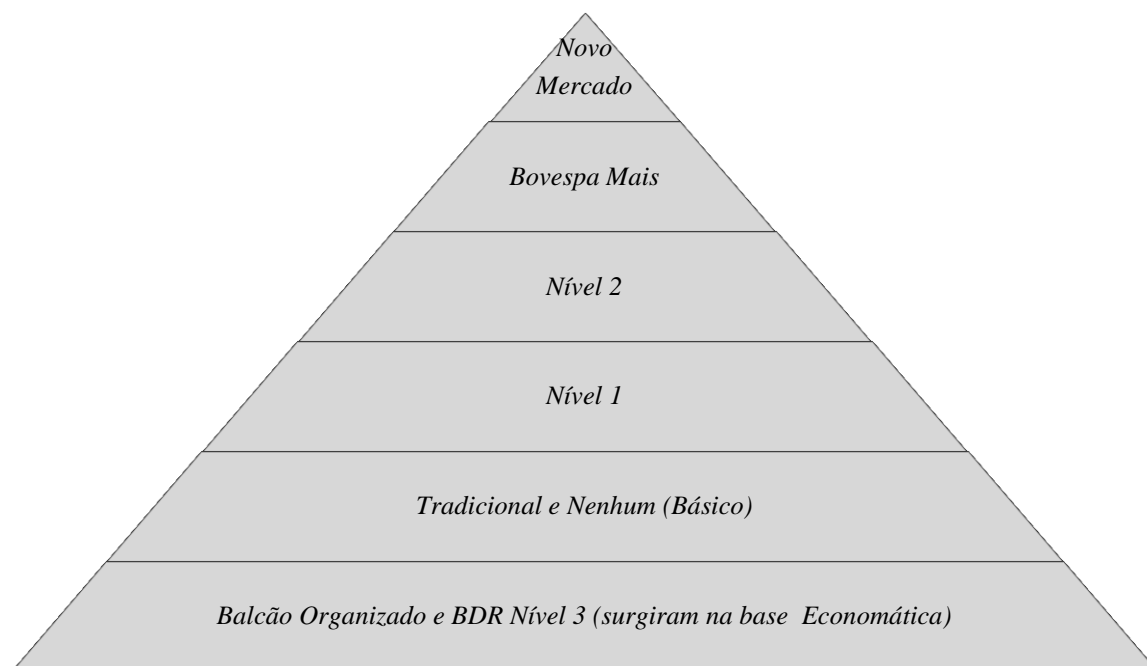 Novo
Mercado
Bovespa Mais
Nível 2
Nível 1
Tradicional e Nenhum (Básico)
Balcão Organizado e BDR Nível 3 (surgiram na base Economática)